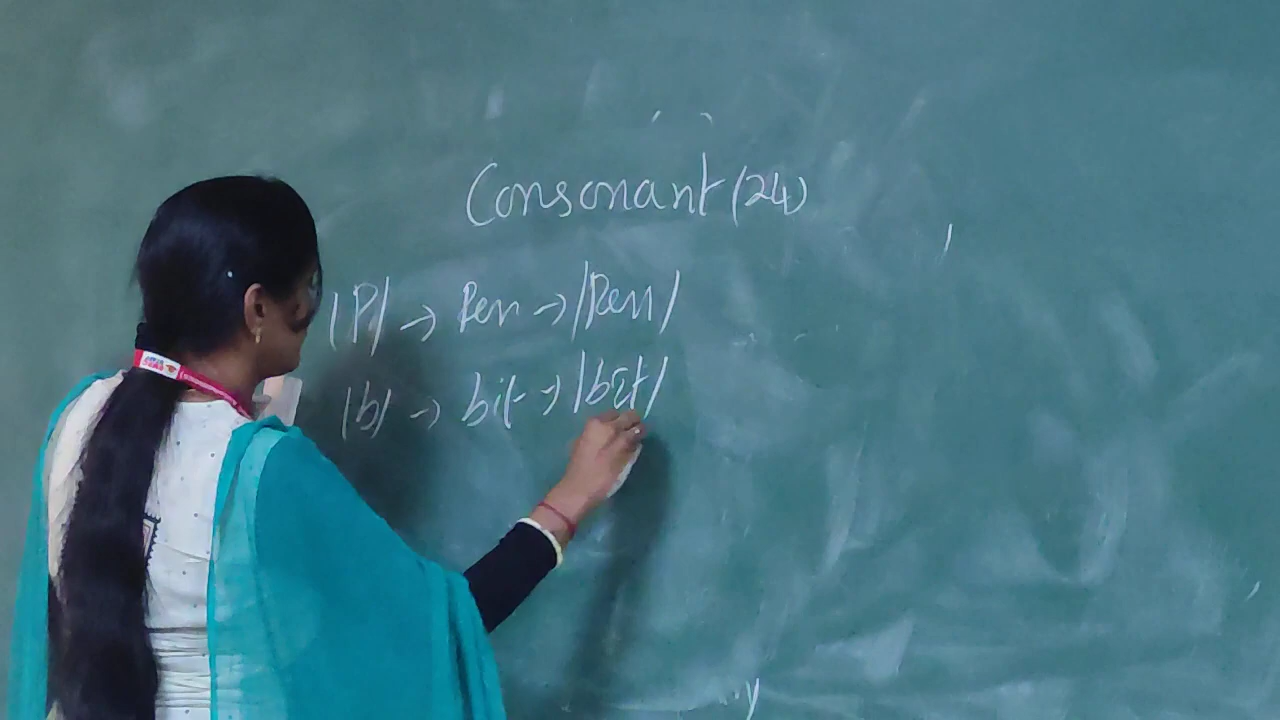 Consonant (24)
/P/ → Pen → /Pen/
/b/ → bit → /bɪt/
y